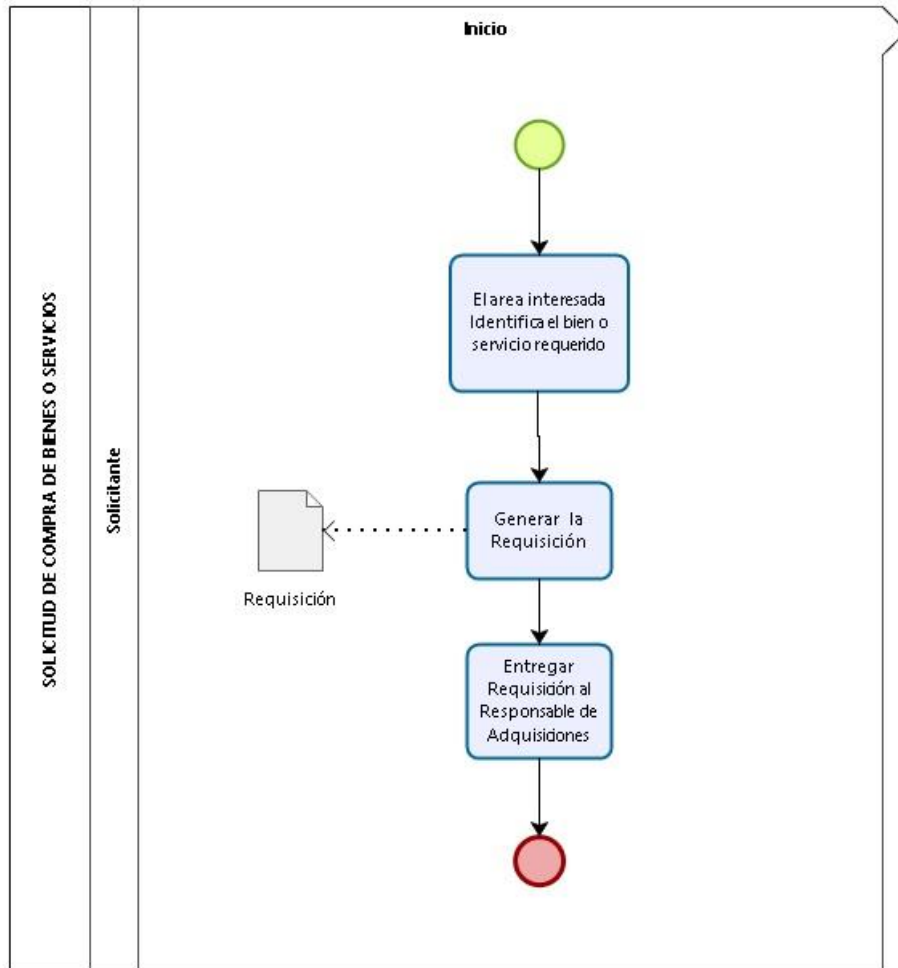 Inicio
SOLICITUD DE COMPRA DE BIENES O SERVICIOS
Solicitante
El area interesada
Identifica el bien o
servicio requerido
Generar la
Requisición
Requisición
Entregar
Requisición al
Responsable de
Adquisiciones